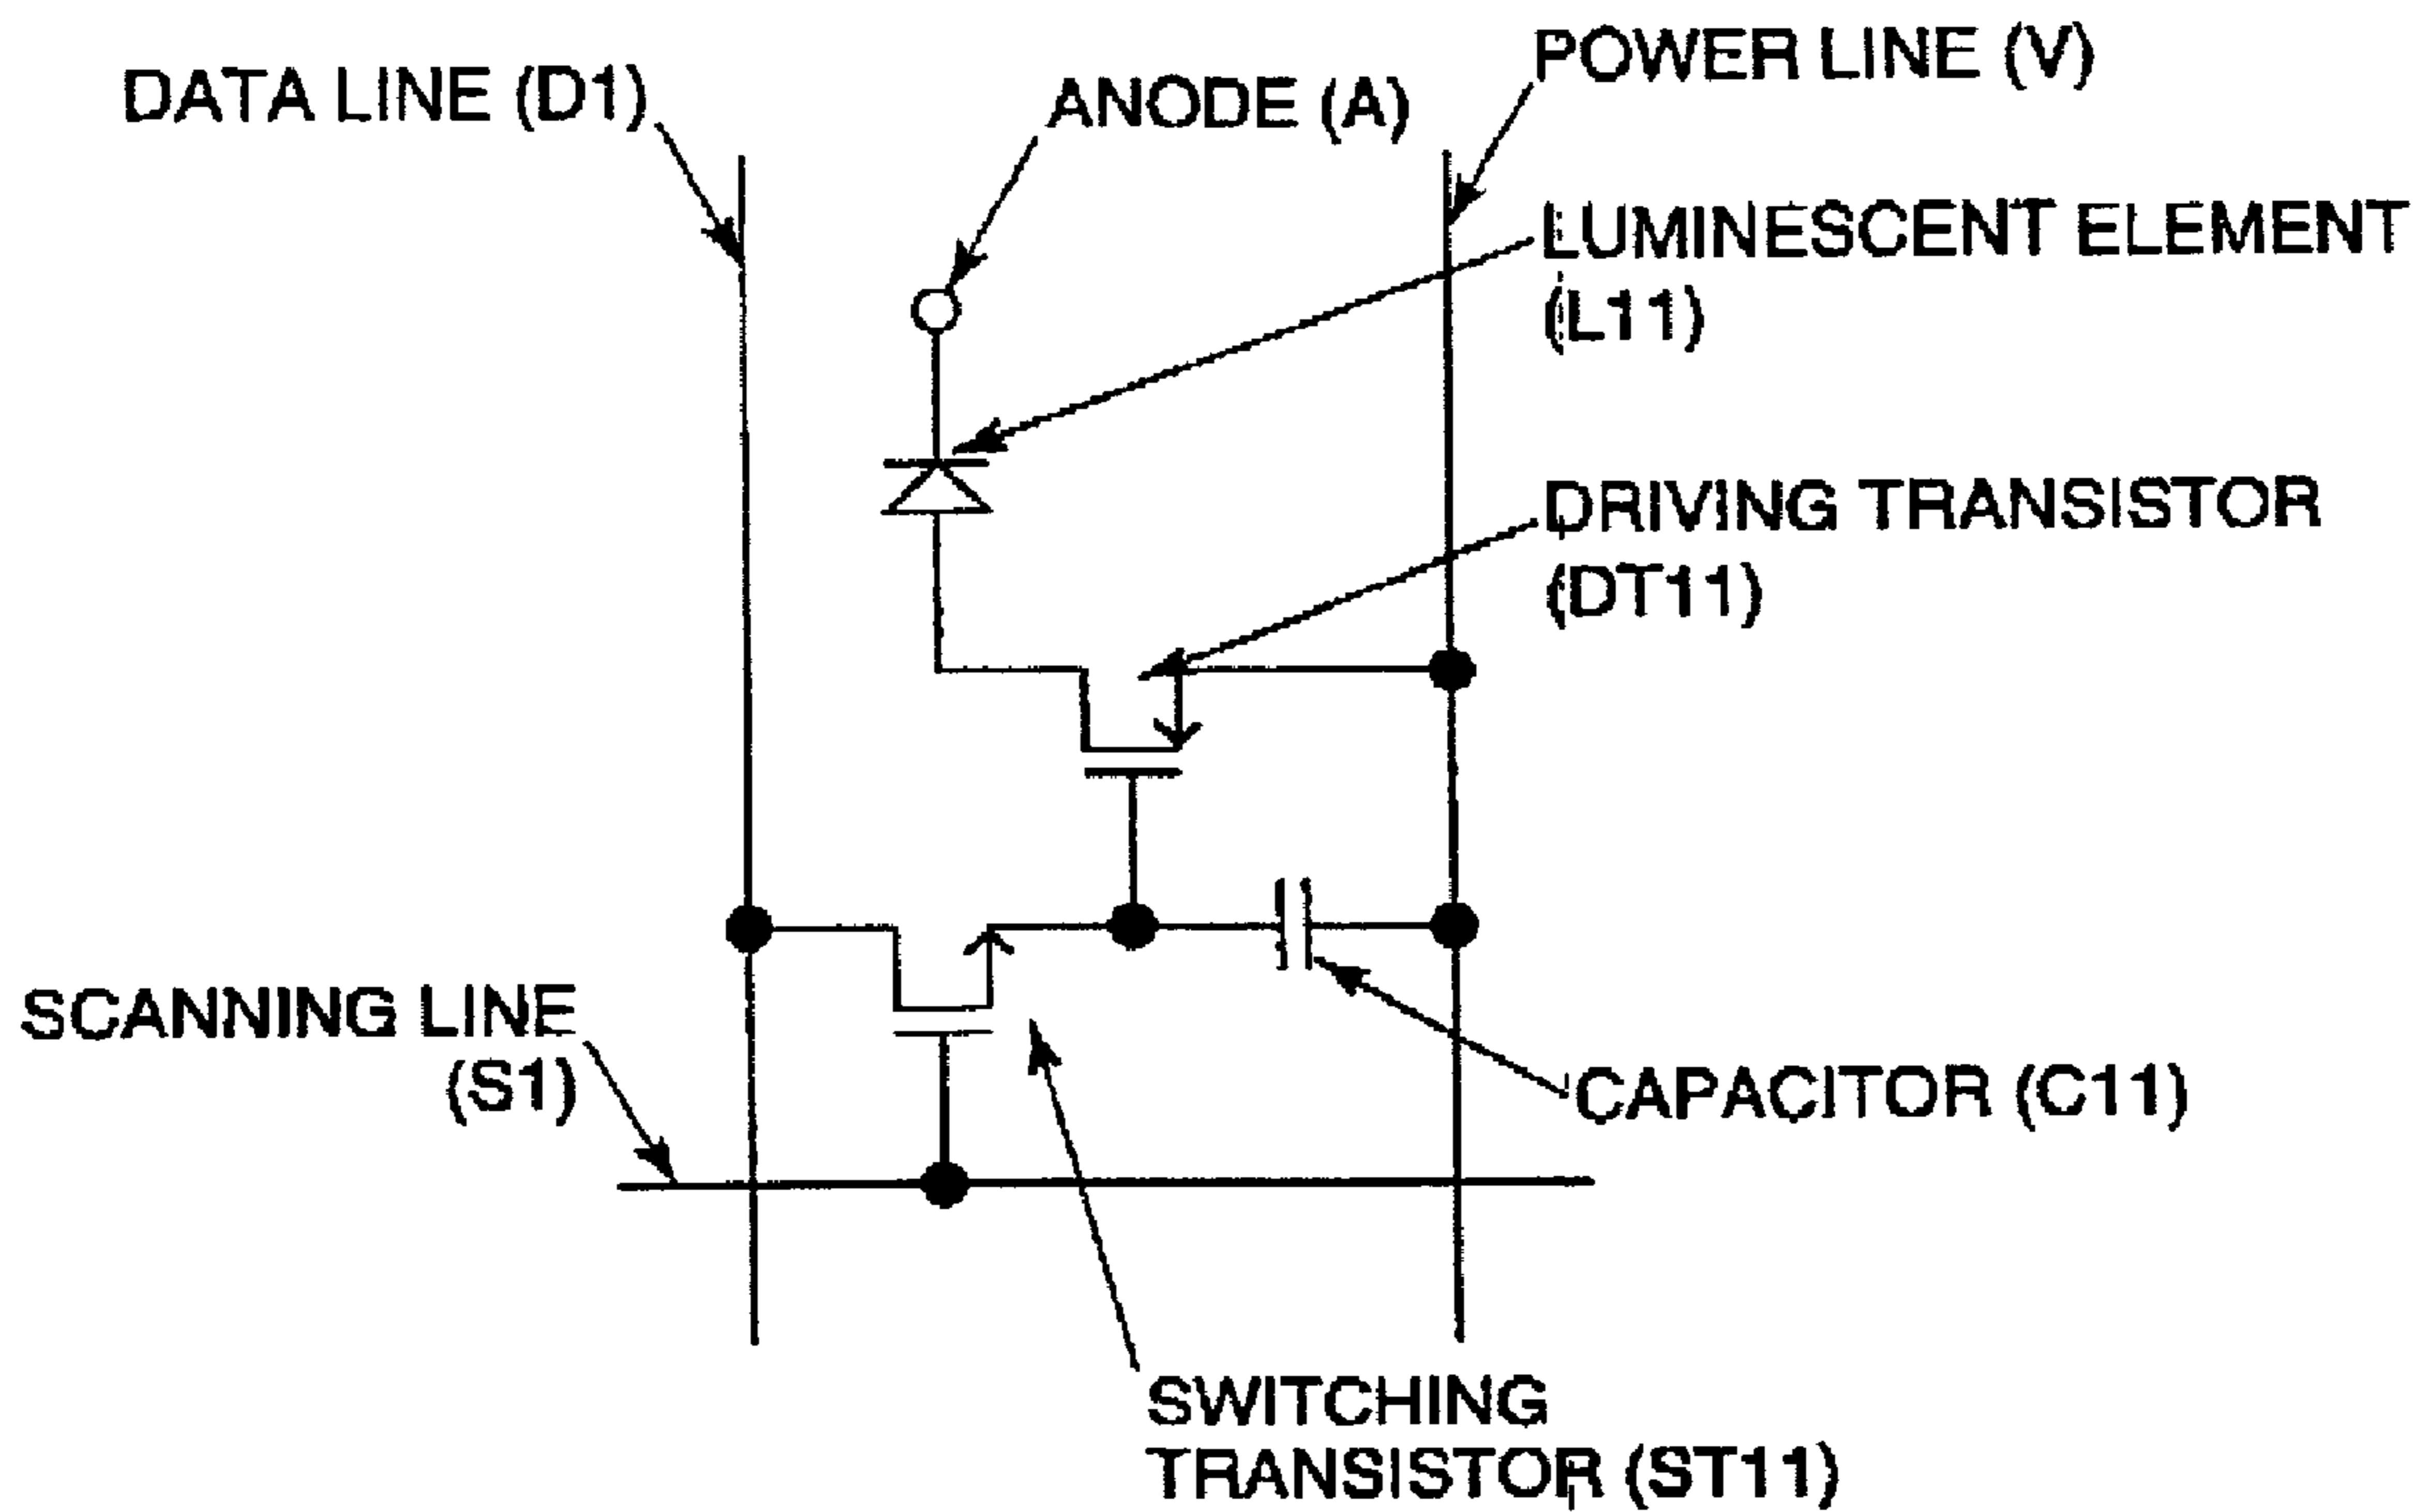 DATA LINE (D1)
ANODE (A)
POWER LINE (V)
LUMINESCENT ELEMENT
(L11)
DRIVING TRANSISTOR
(DT11)
SCANNING LINE
(S1)
CAPACITOR (C11)
SWITCHING
TRANSISTOR (ST11)